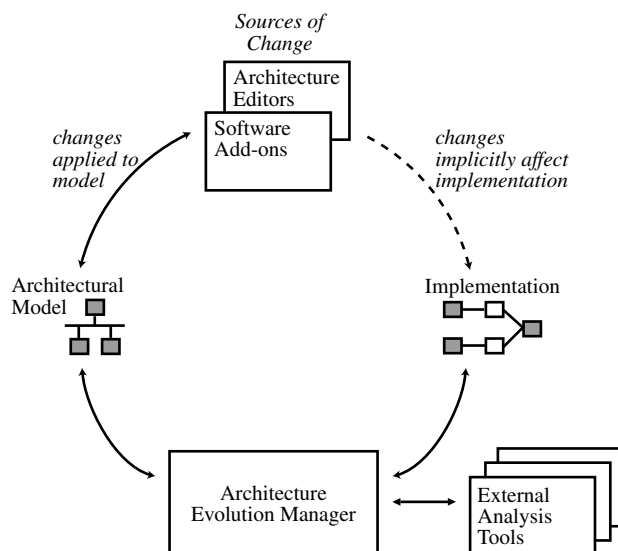 Sources of
Change
Architecture
Editors
Software
Add-ons
changes
applied to
model
changes
implicitly affect
implementation
Architectural
Model
Implementation
Architecture
Evolution Manager
External
Analysis
Tools